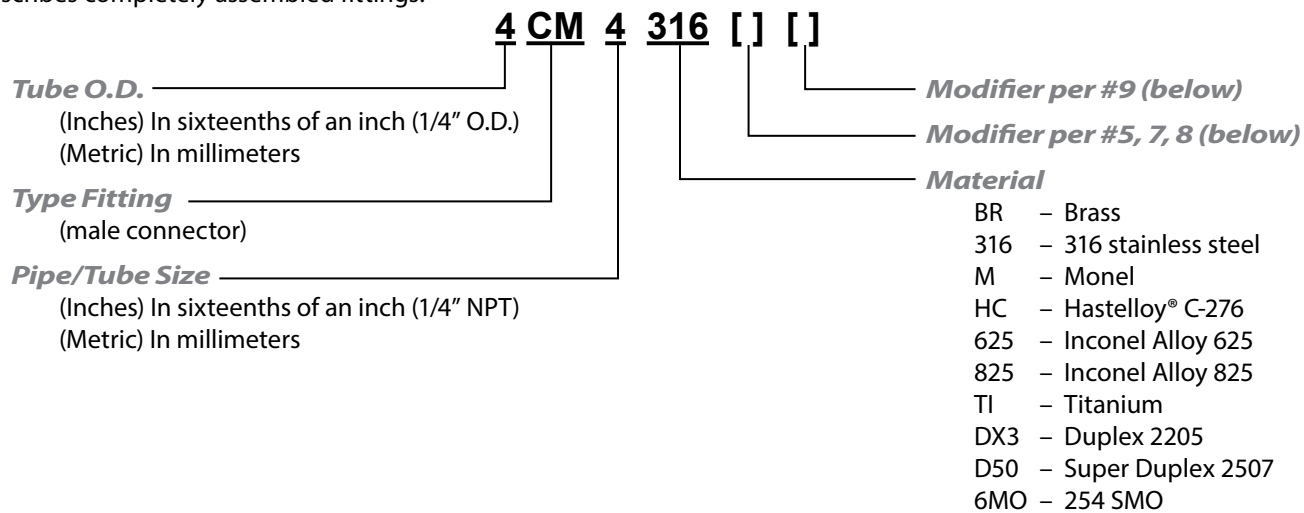 scribes completely assembled fittings.
4 CM 4 316 [ ] [ ]
Tube O.D.
(Inches) In sixteenths of an inch (1/4" O.D.)
(Metric) In millimeters
Type Fitting
(male connector)
Pipe/Tube Size
(Inches) In sixteenths of an inch (1/4" NPT)
(Metric) In millimeters
Modifier per #9 (below)
Modifier per #5, 7, 8 (below)
Material
BR – Brass
316 – 316 stainless steel
M – Monel
HC – Hastelloy® C-276
625 – Inconel Alloy 625
825 – Inconel Alloy 825
TI – Titanium
DX3 – Duplex 2205
D50 – Super Duplex 2507
6MO – 254 SMO